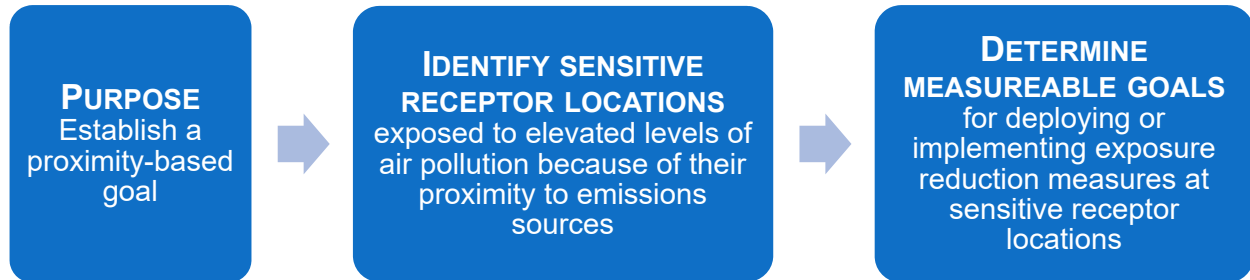 PURPOSE
Establish a
proximity-based
goal
IDENTIFY SENSITIVE
RECEPTOR LOCATIONS
exposed to elevated levels of
air pollution because of their
proximity to emissions
sources
DETERMINE
MEASUREABLE GOALS
for deploying or
implementing exposure
reduction measures at
sensitive receptor
locations